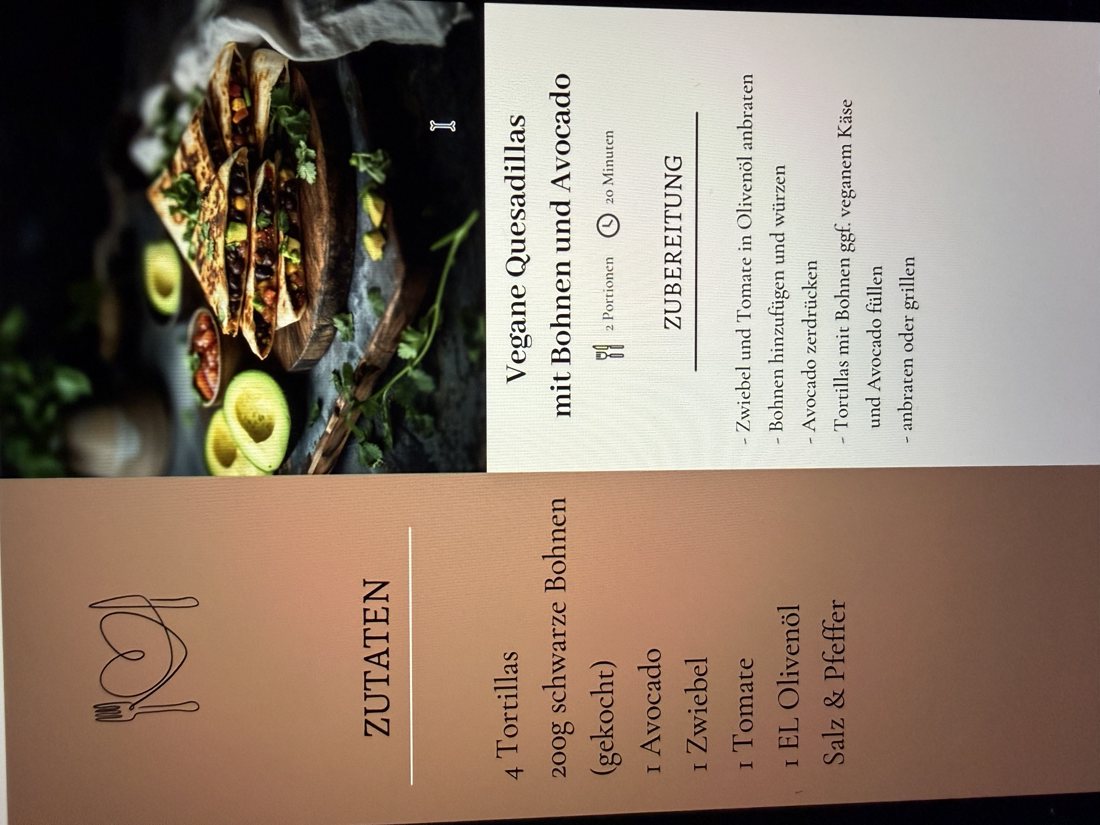 ZUTATEN
4 Tortillas
200g schwarze Bohnen
(gekocht)
1 Avocado
1 Zwiebel
1 Tomate
1 EL Olivenöl
Salz & Pfeffer
Vegane Quesadillas
mit Bohnen und Avocado
2 Portionen 20 Minuten
ZUBEREITUNG
- Zwiebel und Tomate in Olivenöl anbraten
- Bohnen hinzufügen und würzen
- Avocado zerdrücken
- Tortillas mit Bohnen ggf. veganem Käse
und Avocado füllen
- anbraten oder grillen